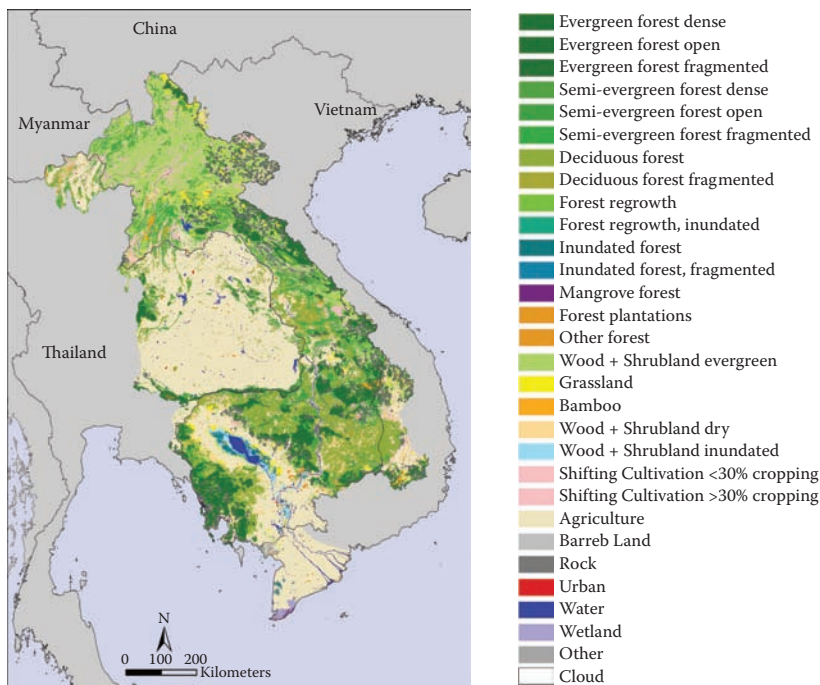 China
Myanmar
Vietnam
Thailand
N
0 100 200
Kilometers
Evergreen forest dense
Evergreen forest open
Evergreen forest fragmented
Semi-evergreen forest dense
Semi-evergreen forest open
Semi-evergreen forest fragmented
Deciduous forest
Deciduous forest fragmented
Forest regrowth
Forest regrowth, inundated
Inundated forest
Inundated forest, fragmented
Mangrove forest
Forest plantations
Other forest
Wood + Shrubland evergreen
Grassland
Bamboo
Wood + Shrubland dry
Wood + Shrubland inundated
Shifting Cultivation <30% cropping
Shifting Cultivation >30% cropping
Agriculture
Barreb Land
Rock
Urban
Water
Wetland
Other
Cloud